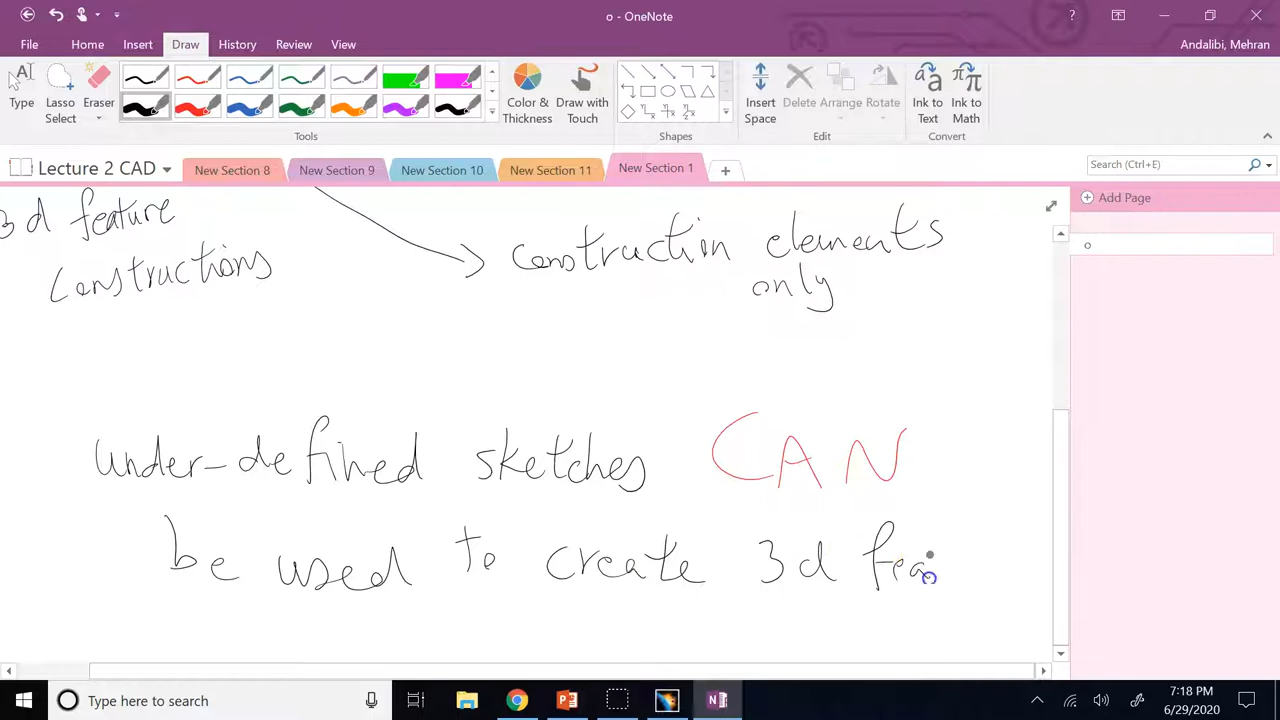 o - OneNote
?
File
Home
Insert
Draw
History
Review
View
Andalibi, Mehran
Type
Lasso Select
Eraser
Color & Thickness
Draw with Touch
Insert Space
Delete
Arrange
Rotate
Ink to Text
Ink to Math
Tools
Shapes
Edit
Convert
Lecture 2 CAD
New Section 8
New Section 9
New Section 10
New Section 11
New Section 1
Search (Ctrl+E)
Add Page
o
3d feature
constructions
construction elements
only
under-defined sketches CAN
be used to create 3d fea
Type here to search
7:18 PM
6/29/2020